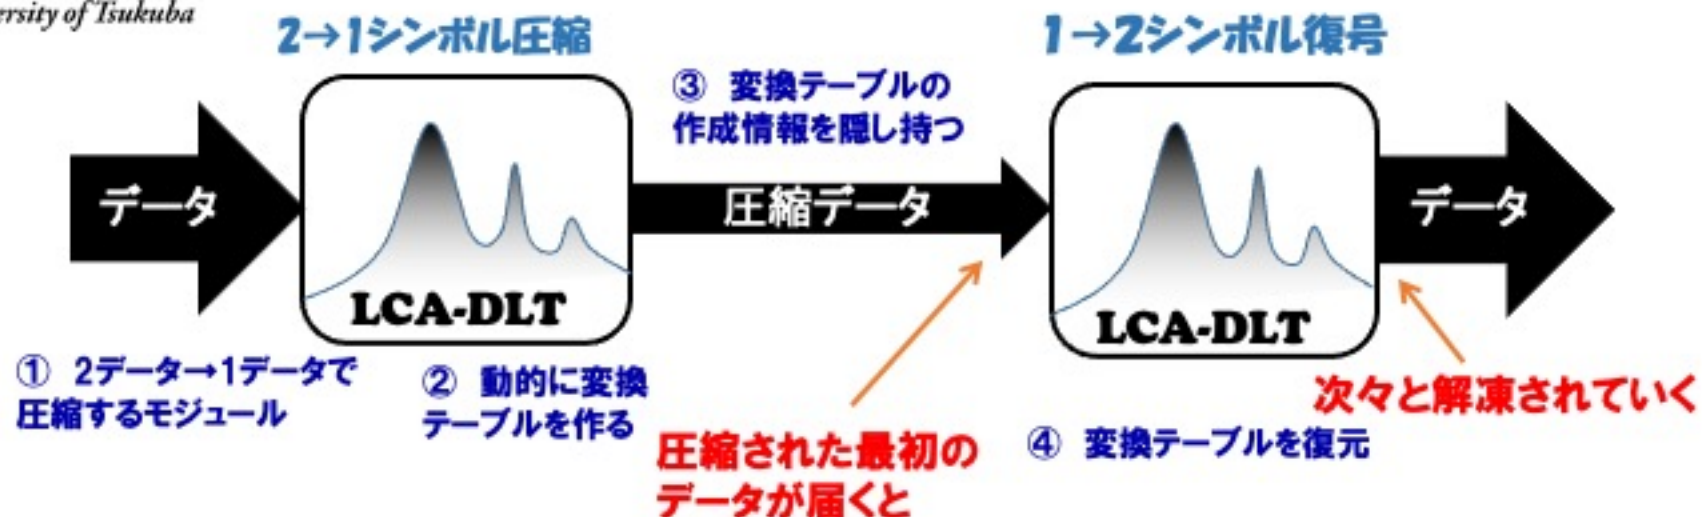 ersity of Tsukuba
2→1シンボル圧縮
1→2シンボル復号
③ 変換テーブルの
作成情報を隠し持つ
データ
圧縮データ
データ
LCA-DLT
LCA-DLT
① 2データ→1データで
圧縮するモジュール
② 動的に変換
テーブルを作る
圧縮された最初の
データが届くと
④ 変換テーブルを復元
次々と解凍されていく